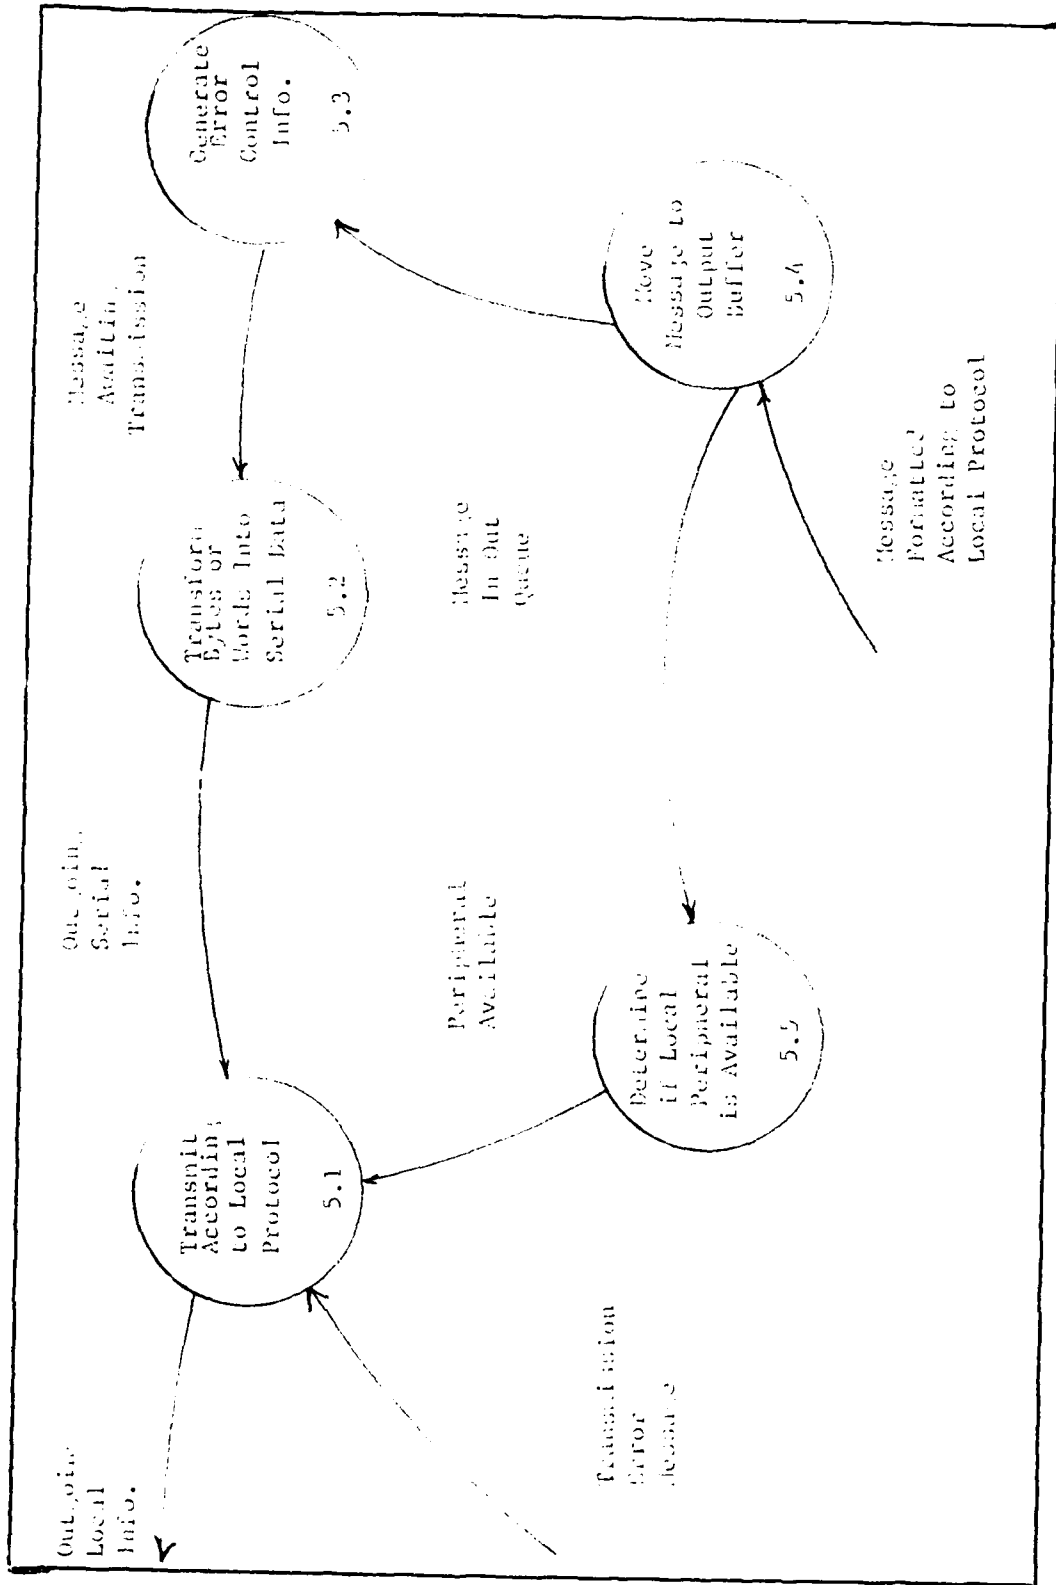 Outgoing
Local
Info.
Transmit
According
to Local
Protocol
5.1
Outgoing
Serial
Info.
Transform
Bytes or
Words Into
Serial Data
5.2
Message
Awaiting
Transmission
Generate
Error
Control
Info.
5.3
Transmission
Error
Message
Peripheral
Available
Message
In Out
Queue
Determine
if Local
Peripheral
is Available
5.5
Move
Message to
Output
Buffer
5.4
Message
Formatted
According to
Local Protocol